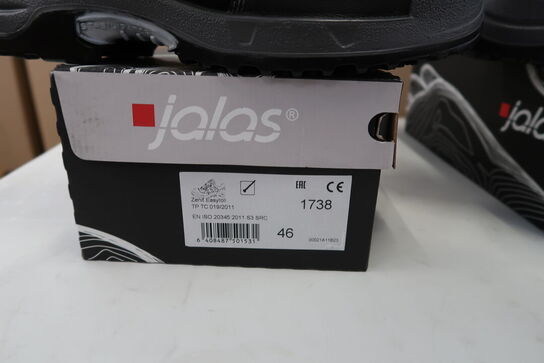 jalas®
jalas
Zenit Easyroll
TP TC 019/2011
EAC CE
1738
EN ISO 20345:2011 S3 SRC
6 408487 501531
46